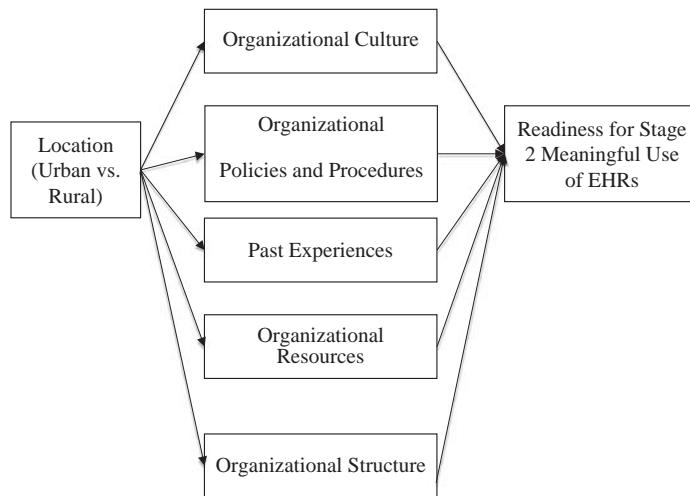 Organizational Culture
Location
(Urban vs.
Rural)
Organizational
Policies and Procedures
Past Experiences
Organizational
Resources
Organizational Structure
Readiness for Stage
2 Meaningful Use
of EHRs